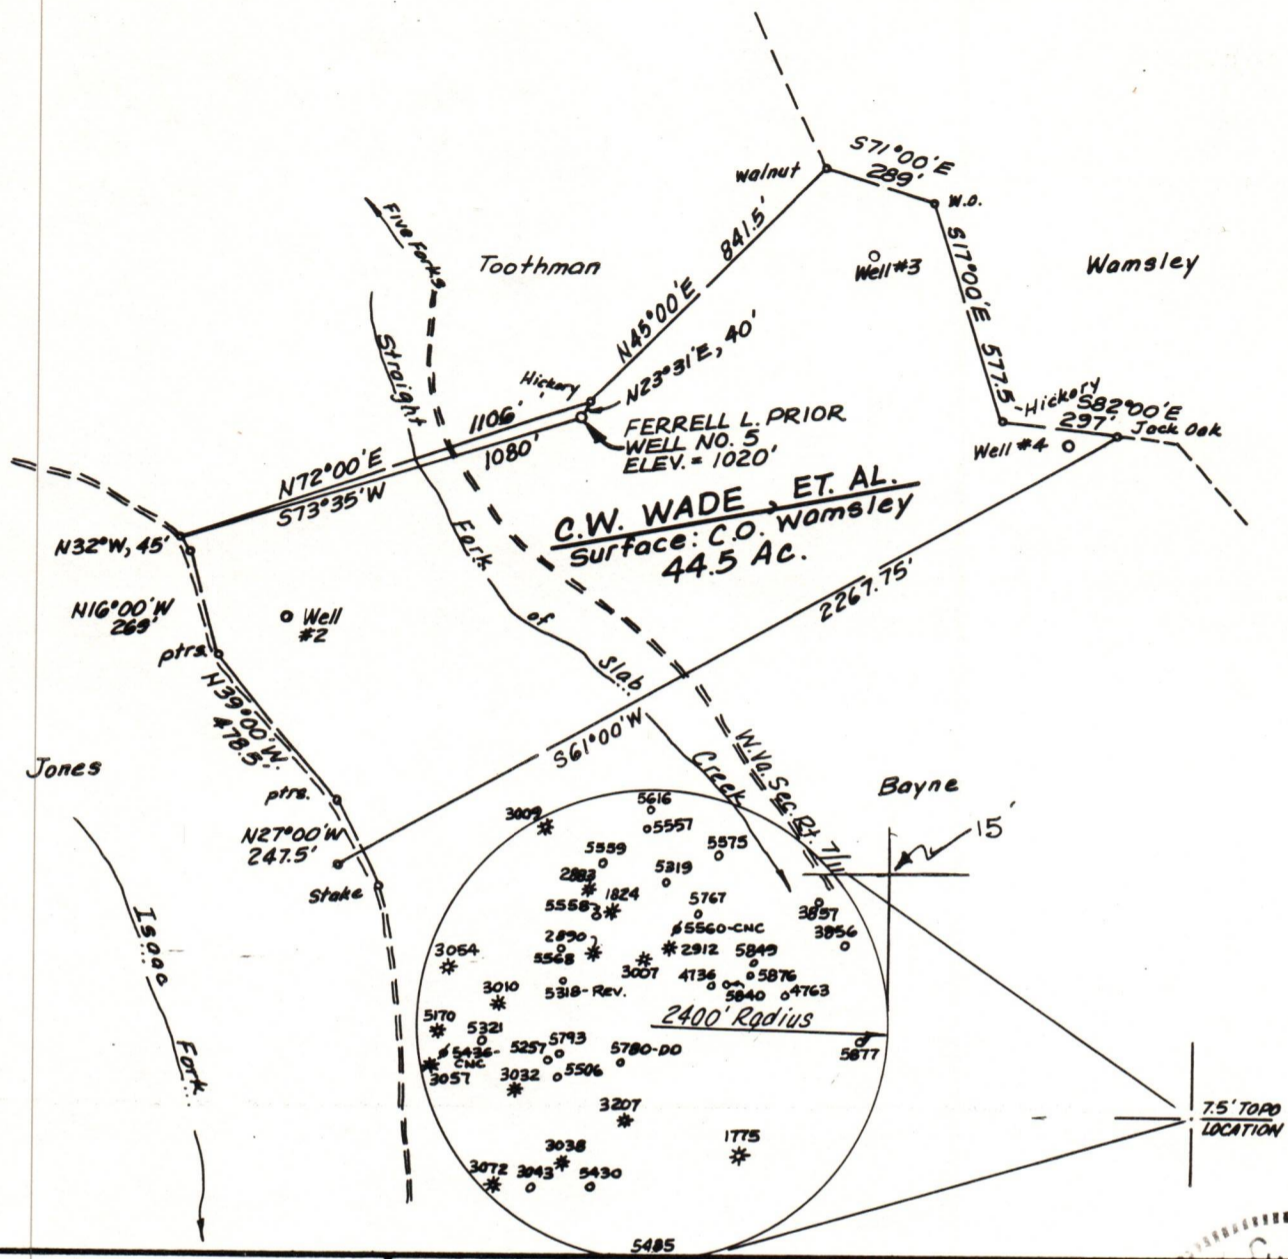 S71°00'E
289'
Walnut
W.O.
Five Forks
Toothman
841.5'
Well #3
S17°00'E 577.5'
Wamsley
N45°00'E
Straight
Hickory
N23°31'E, 40'
1106'
1080'
FERRELL L. PRIOR
WELL NO. 5
ELEV. = 1020'
Hickory
S82°00'E
297'
Jack Oak
Well #4
N72°00'E
S73°35'W
C.W. WADE, ET. AL.
Surface: C.O. Wamsley
44.5 AC.
N32°W, 45'
Fork
N16°00'W
269'
Well
#2
of
2267.75'
ptrs.
Slab
N39°00'W.
478.5'
S61°00'W
W.Va. Sec. Rt. 7/11
Jones
Creek
Bayne
ptrs.
15'
N27°00'W
247.5'
Stake
5616
3009
5557
5559
5575
2883
5319
1824
5558
5767
3857
5560-CNC
3856
2890
2912
5849
3054
5568
3007
4736
5876
5318-Rev.
5840
4763
3010
2400' Radius
5170
5321
5793
5436-
CNC
5257
5780-DD
5877
3057
3032
5506
Isaac
Fork
3207
1775
3038
3072
3043
5430
7.5' TOPO
LOCATION